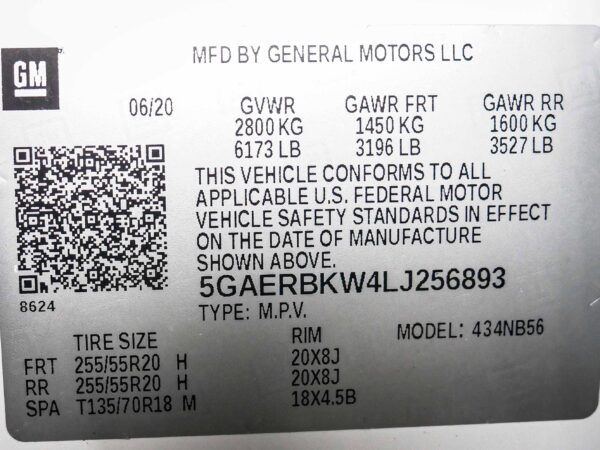 GM
MFD BY GENERAL MOTORS LLC
06/20 GVWR GAWR FRT GAWR RR
2800 KG 1450 KG 1600 KG
6173 LB 3196 LB 3527 LB
THIS VEHICLE CONFORMS TO ALL
APPLICABLE U.S. FEDERAL MOTOR
VEHICLE SAFETY STANDARDS IN EFFECT
ON THE DATE OF MANUFACTURE
SHOWN ABOVE.
8624
5GAERBKW4LJ256893
TYPE: M.P.V.
MODEL: 434NB56
TIRE SIZE RIM
FRT 255/55R20 H 20X8J
RR 255/55R20 H 20X8J
SPA T135/70R18 M 18X4.5B